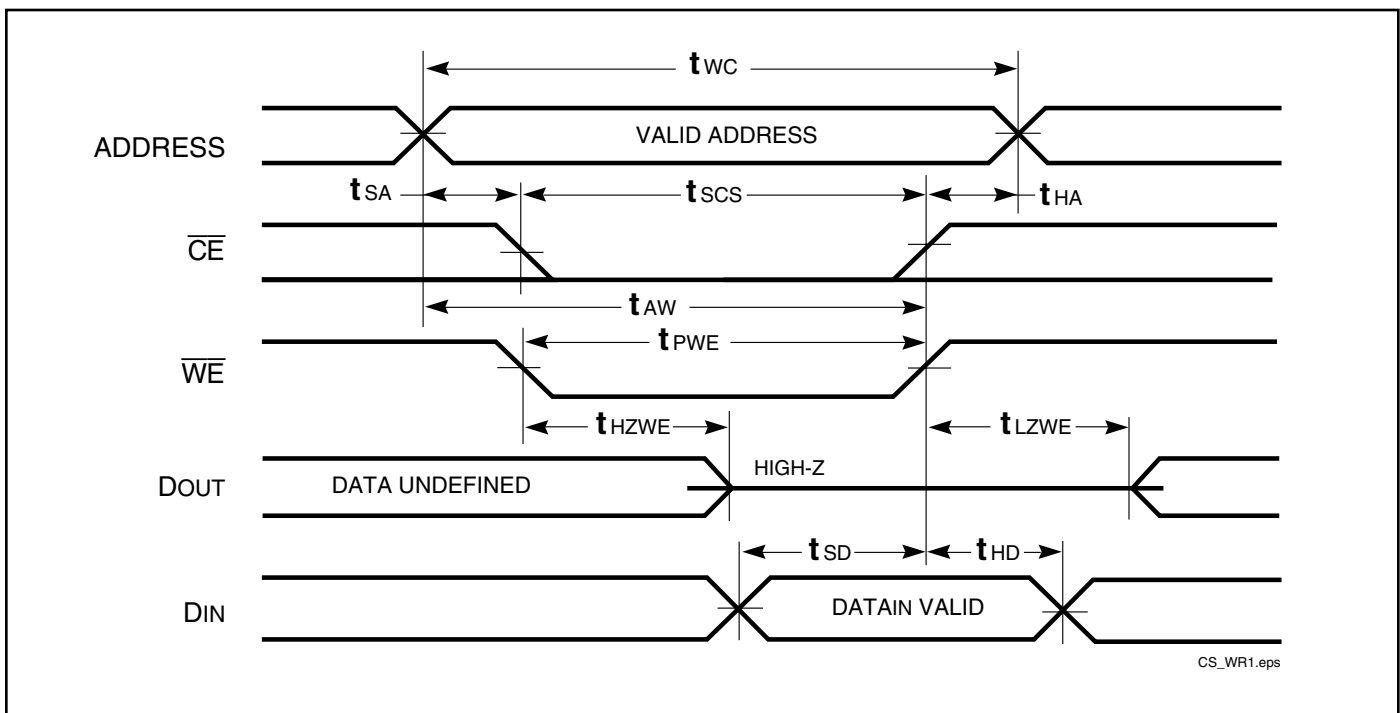 tWC
ADDRESS
VALID ADDRESS
tSA
tSCS
tHA
CE
tAW
tPWE
WE
tHZWE
tLZWE
HIGH-Z
DOUT
DATA UNDEFINED
tSD
tHD
DIN
DATAIN VALID
CS_WR1.eps